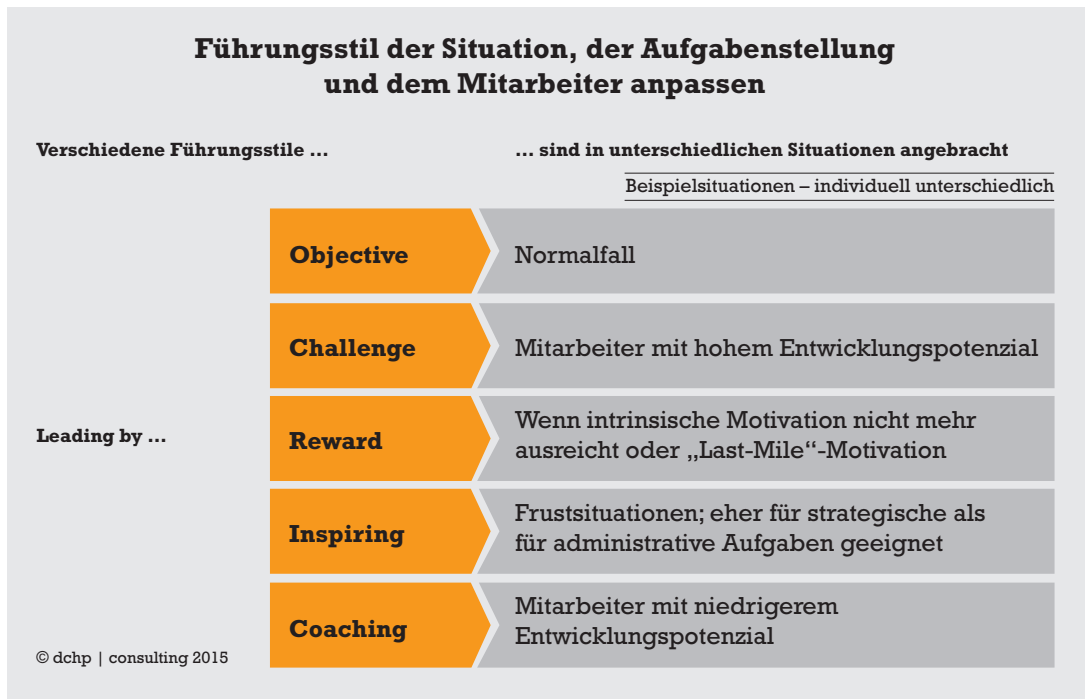 Führungsstil der Situation, der Aufgabenstellung
und dem Mitarbeiter anpassen
Verschiedene Führungsstile ...
... sind in unterschiedlichen Situationen angebracht
Beispielsituationen – individuell unterschiedlich
Leading by ...
Objective
Normalfall
Challenge
Mitarbeiter mit hohem Entwicklungspotenzial
Reward
Wenn intrinsische Motivation nicht mehr
ausreicht oder „Last-Mile“-Motivation
Inspiring
Frustsituationen; eher für strategische als
für administrative Aufgaben geeignet
Coaching
Mitarbeiter mit niedrigerem
Entwicklungspotenzial
© dchp | consulting 2015